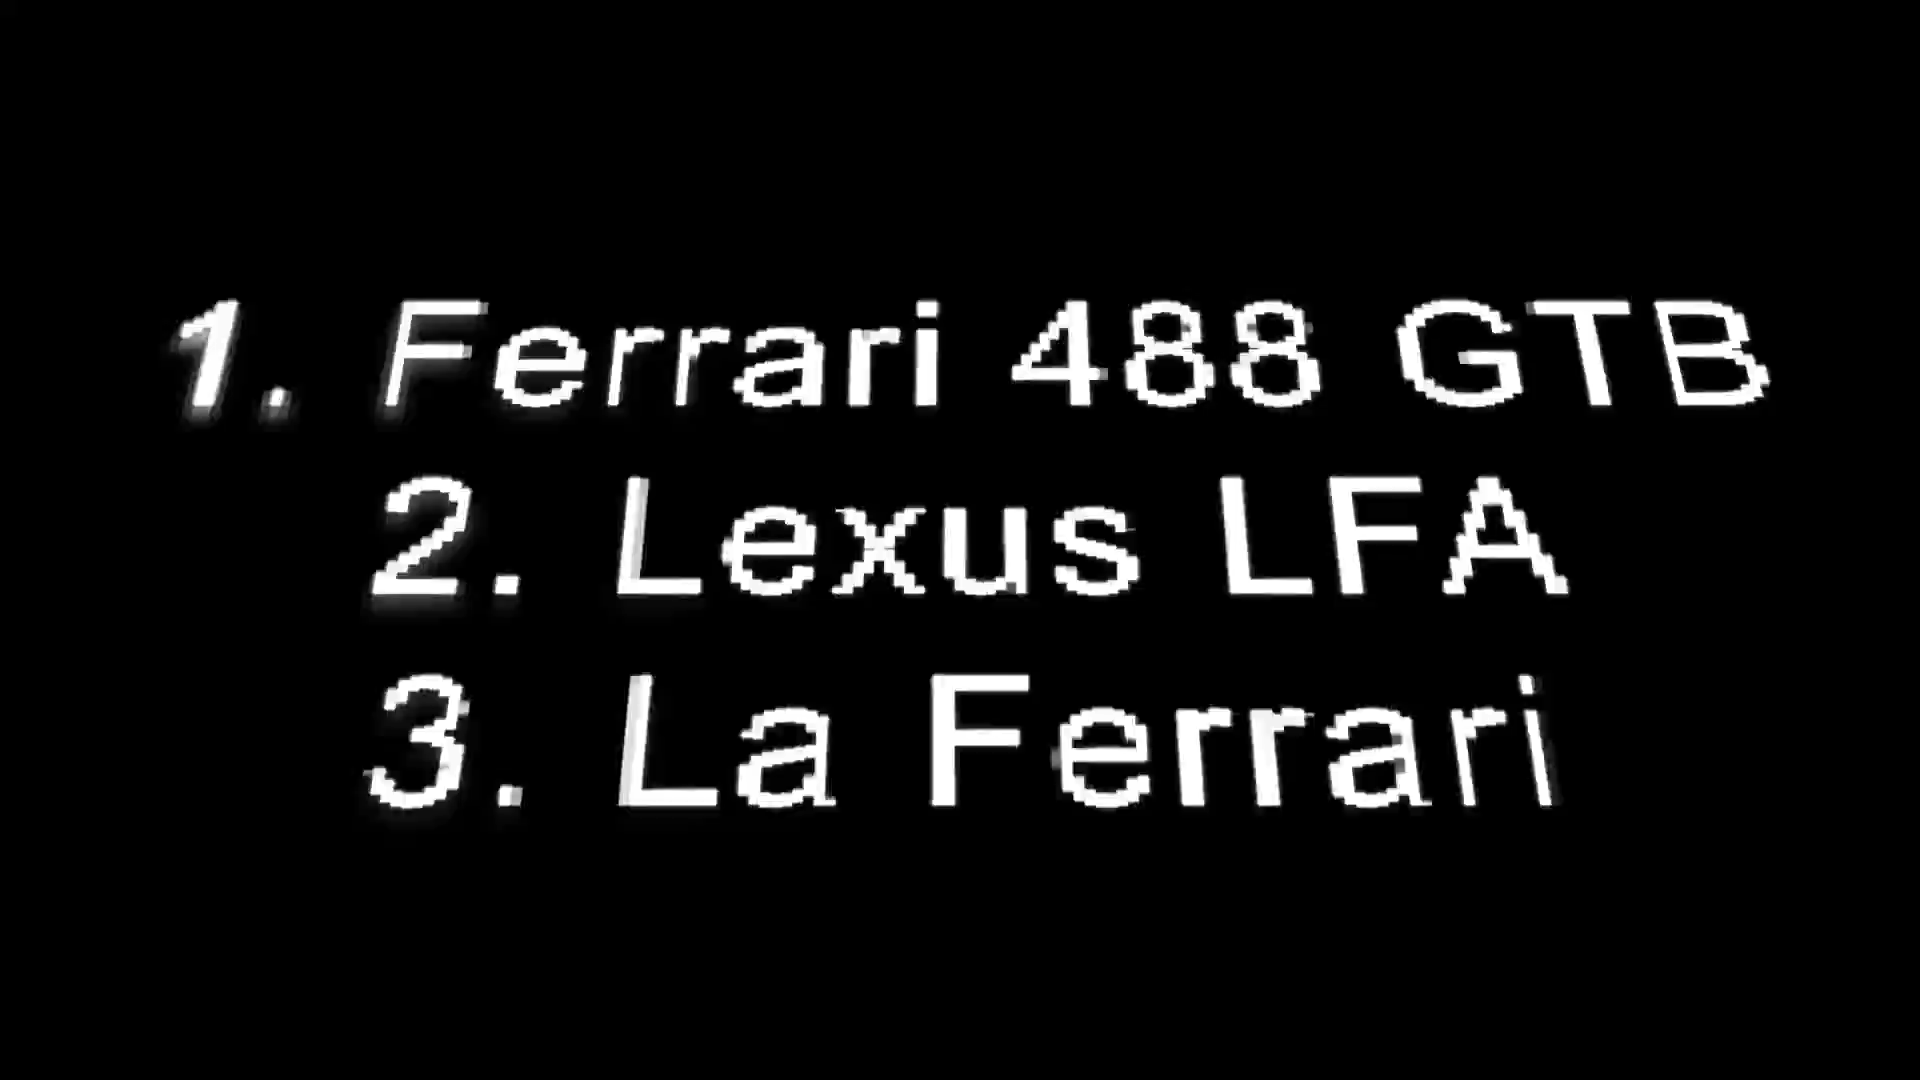 1. Ferrari 488 GTB
2. Lexus LFA
3. La Ferrari